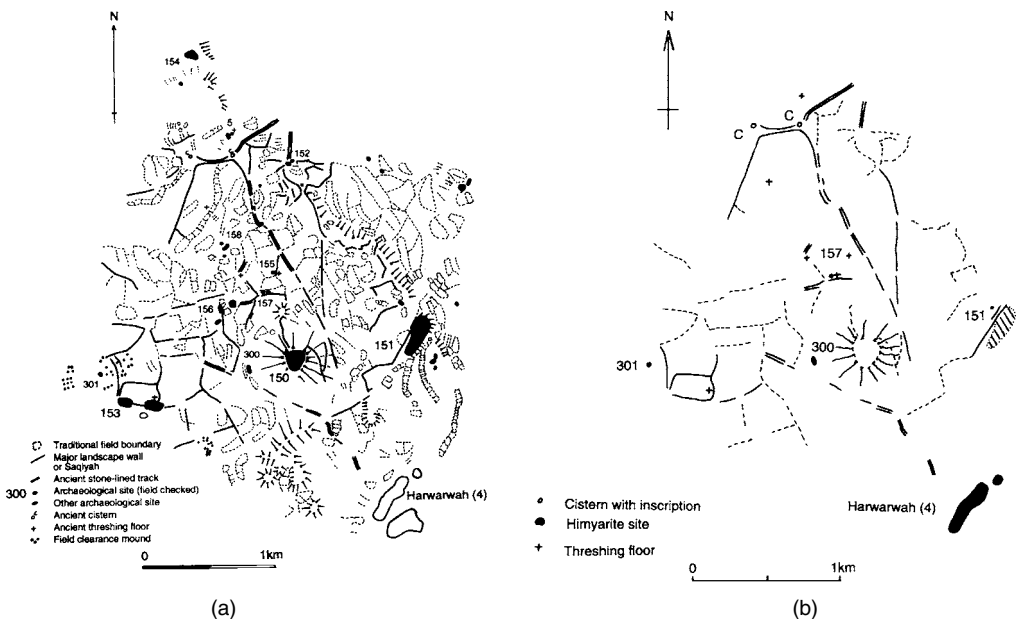 N
154
5
5
5
152
158
155
156
157
151
300
150
301
153
Traditional field boundary
Major landscape wall
or Saqiyah
Ancient stone-lined track
300 Archaeological site (field checked)
Other archaeological site
Ancient cistern
Ancient threshing floor
Field clearance mound
Harwarwah (4)
0 1km
(a)
N
C C
157
151
300
301
Harwarwah (4)
Cistern with inscription
Himyarite site
Threshing floor
0 1km
(b)